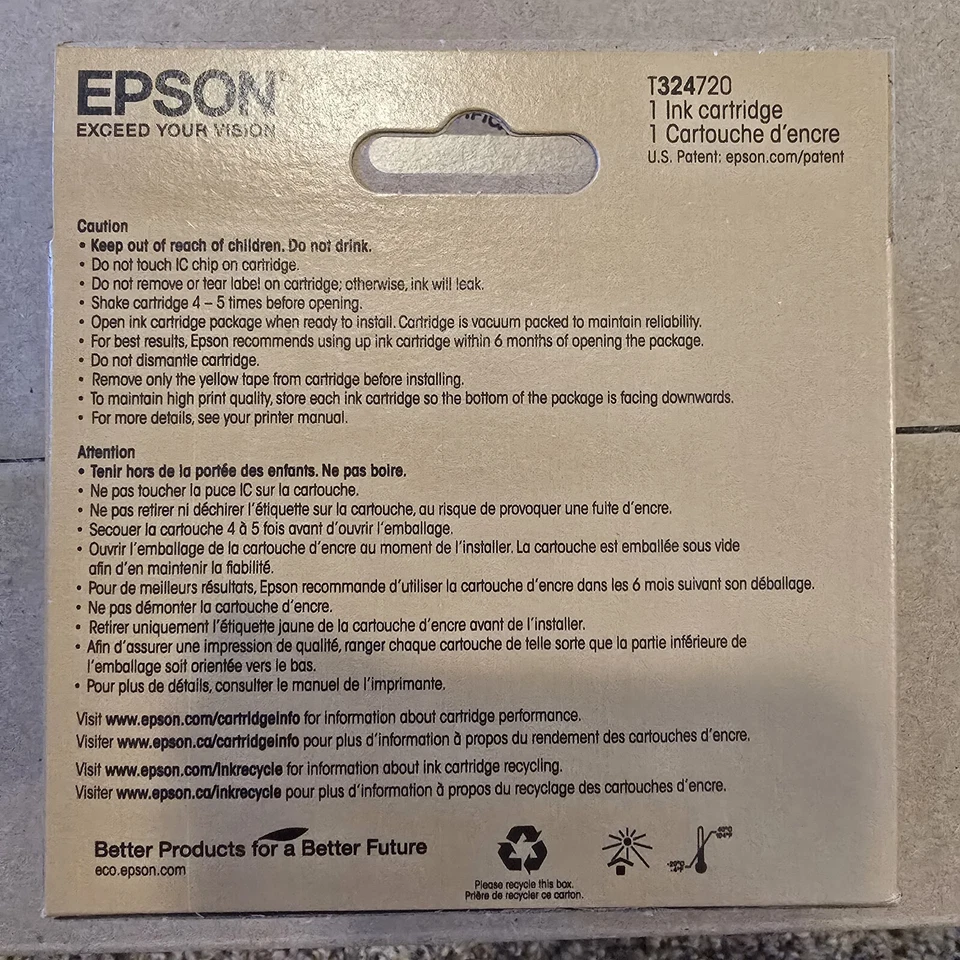 EPSON
EXCEED YOUR VISION
T324720
1 Ink cartridge
1 Cartouche d'encre
U.S. Patent: epson.com/patent
Caution
• Keep out of reach of children. Do not drink.
• Do not touch IC chip on cartridge.
• Do not remove or tear label on cartridge; otherwise, ink will leak.
• Shake cartridge 4 – 5 times before opening.
• Open ink cartridge package when ready to install. Cartridge is vacuum packed to maintain reliability.
• For best results, Epson recommends using up ink cartridge within 6 months of opening the package.
• Do not dismantle cartridge.
• Remove only the yellow tape from cartridge before installing.
• To maintain high print quality, store each ink cartridge so the bottom of the package is facing downwards.
• For more details, see your printer manual.
Attention
• Tenir hors de la portée des enfants. Ne pas boire.
• Ne pas toucher la puce IC sur la cartouche.
• Ne pas retirer ni déchirer l'étiquette sur la cartouche, au risque de provoquer une fuite d'encre.
• Secouer la cartouche 4 à 5 fois avant d'ouvrir l'emballage.
• Ouvrir l'emballage de la cartouche d'encre au moment de l'installer. La cartouche est emballée sous vide
afin d'en maintenir la fiabilité.
• Pour de meilleurs résultats, Epson recommande d'utiliser la cartouche d'encre dans les 6 mois suivant son déballage.
• Ne pas démonter la cartouche d'encre.
• Retirer uniquement l'étiquette jaune de la cartouche d'encre avant de l'installer.
• Afin d'assurer une impression de qualité, ranger chaque cartouche de telle sorte que la partie inférieure de
l'emballage soit orientée vers le bas.
• Pour plus de détails, consulter le manuel de l'imprimante.
Visit www.epson.com/cartridgeinfo for information about cartridge performance.
Visiter www.epson.ca/cartridgeinfo pour plus d'information à propos du rendement des cartouches d'encre.
Visit www.epson.com/inkrecycle for information about ink cartridge recycling.
Visiter www.epson.ca/inkrecycle pour plus d'information à propos du recyclage des cartouches d'encre.
Better Products for a Better Future
eco.epson.com
Please recycle this box.
Prière de recycler ce carton.
40°C
104°F
-20°C
-4°F